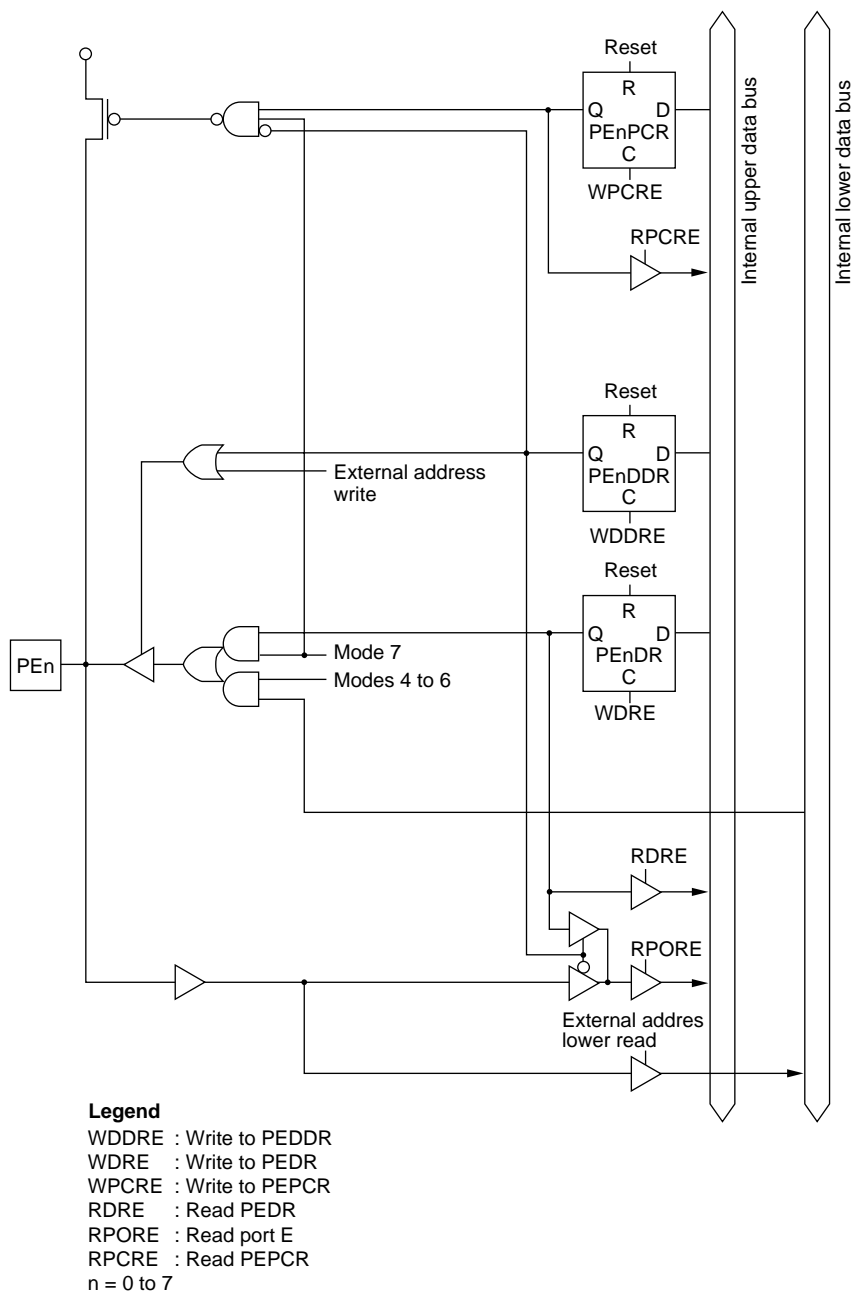 Reset
R
Q D
PEnPCR
C
WPCRE
RPCRE
Internal upper data bus
Internal lower data bus
Reset
R
Q D
PEnDDR
C
WDDRE
External address
write
Reset
R
Q D
PEnDR
C
WDRE
PEn
Mode 7
Modes 4 to 6
RDRE
RPORE
External addres
lower read
Legend
WDDRE : Write to PEDDR
WDRE : Write to PEDR
WPCRE : Write to PEPCR
RDRE : Read PEDR
RPORE : Read port E
RPCRE : Read PEPCR
n = 0 to 7